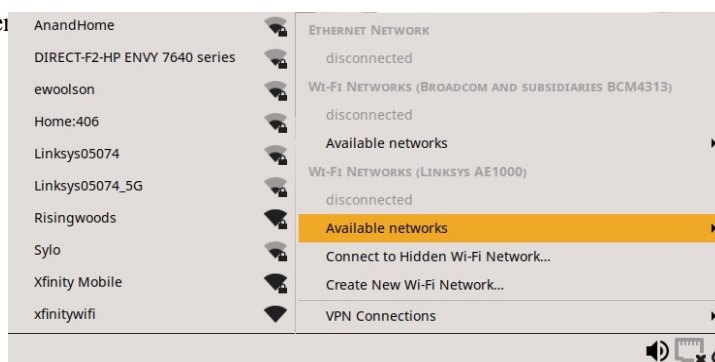 AnandHome
DIRECT-F2-HP ENVY 7640 series
ewoolson
Home:406
Linksys05074
Linksys05074_5G
Risingwoods
Sylo
Xfinity Mobile
xfinitywifi
ETHERNET NETWORK
disconnected
WI-FI NETWORKS (BROADCOM AND SUBSIDIARIES BCM4313)
disconnected
Available networks
WI-FI NETWORKS (LINKSYS AE1000)
disconnected
Available networks
Connect to Hidden Wi-Fi Network...
Create New Wi-Fi Network...
VPN Connections